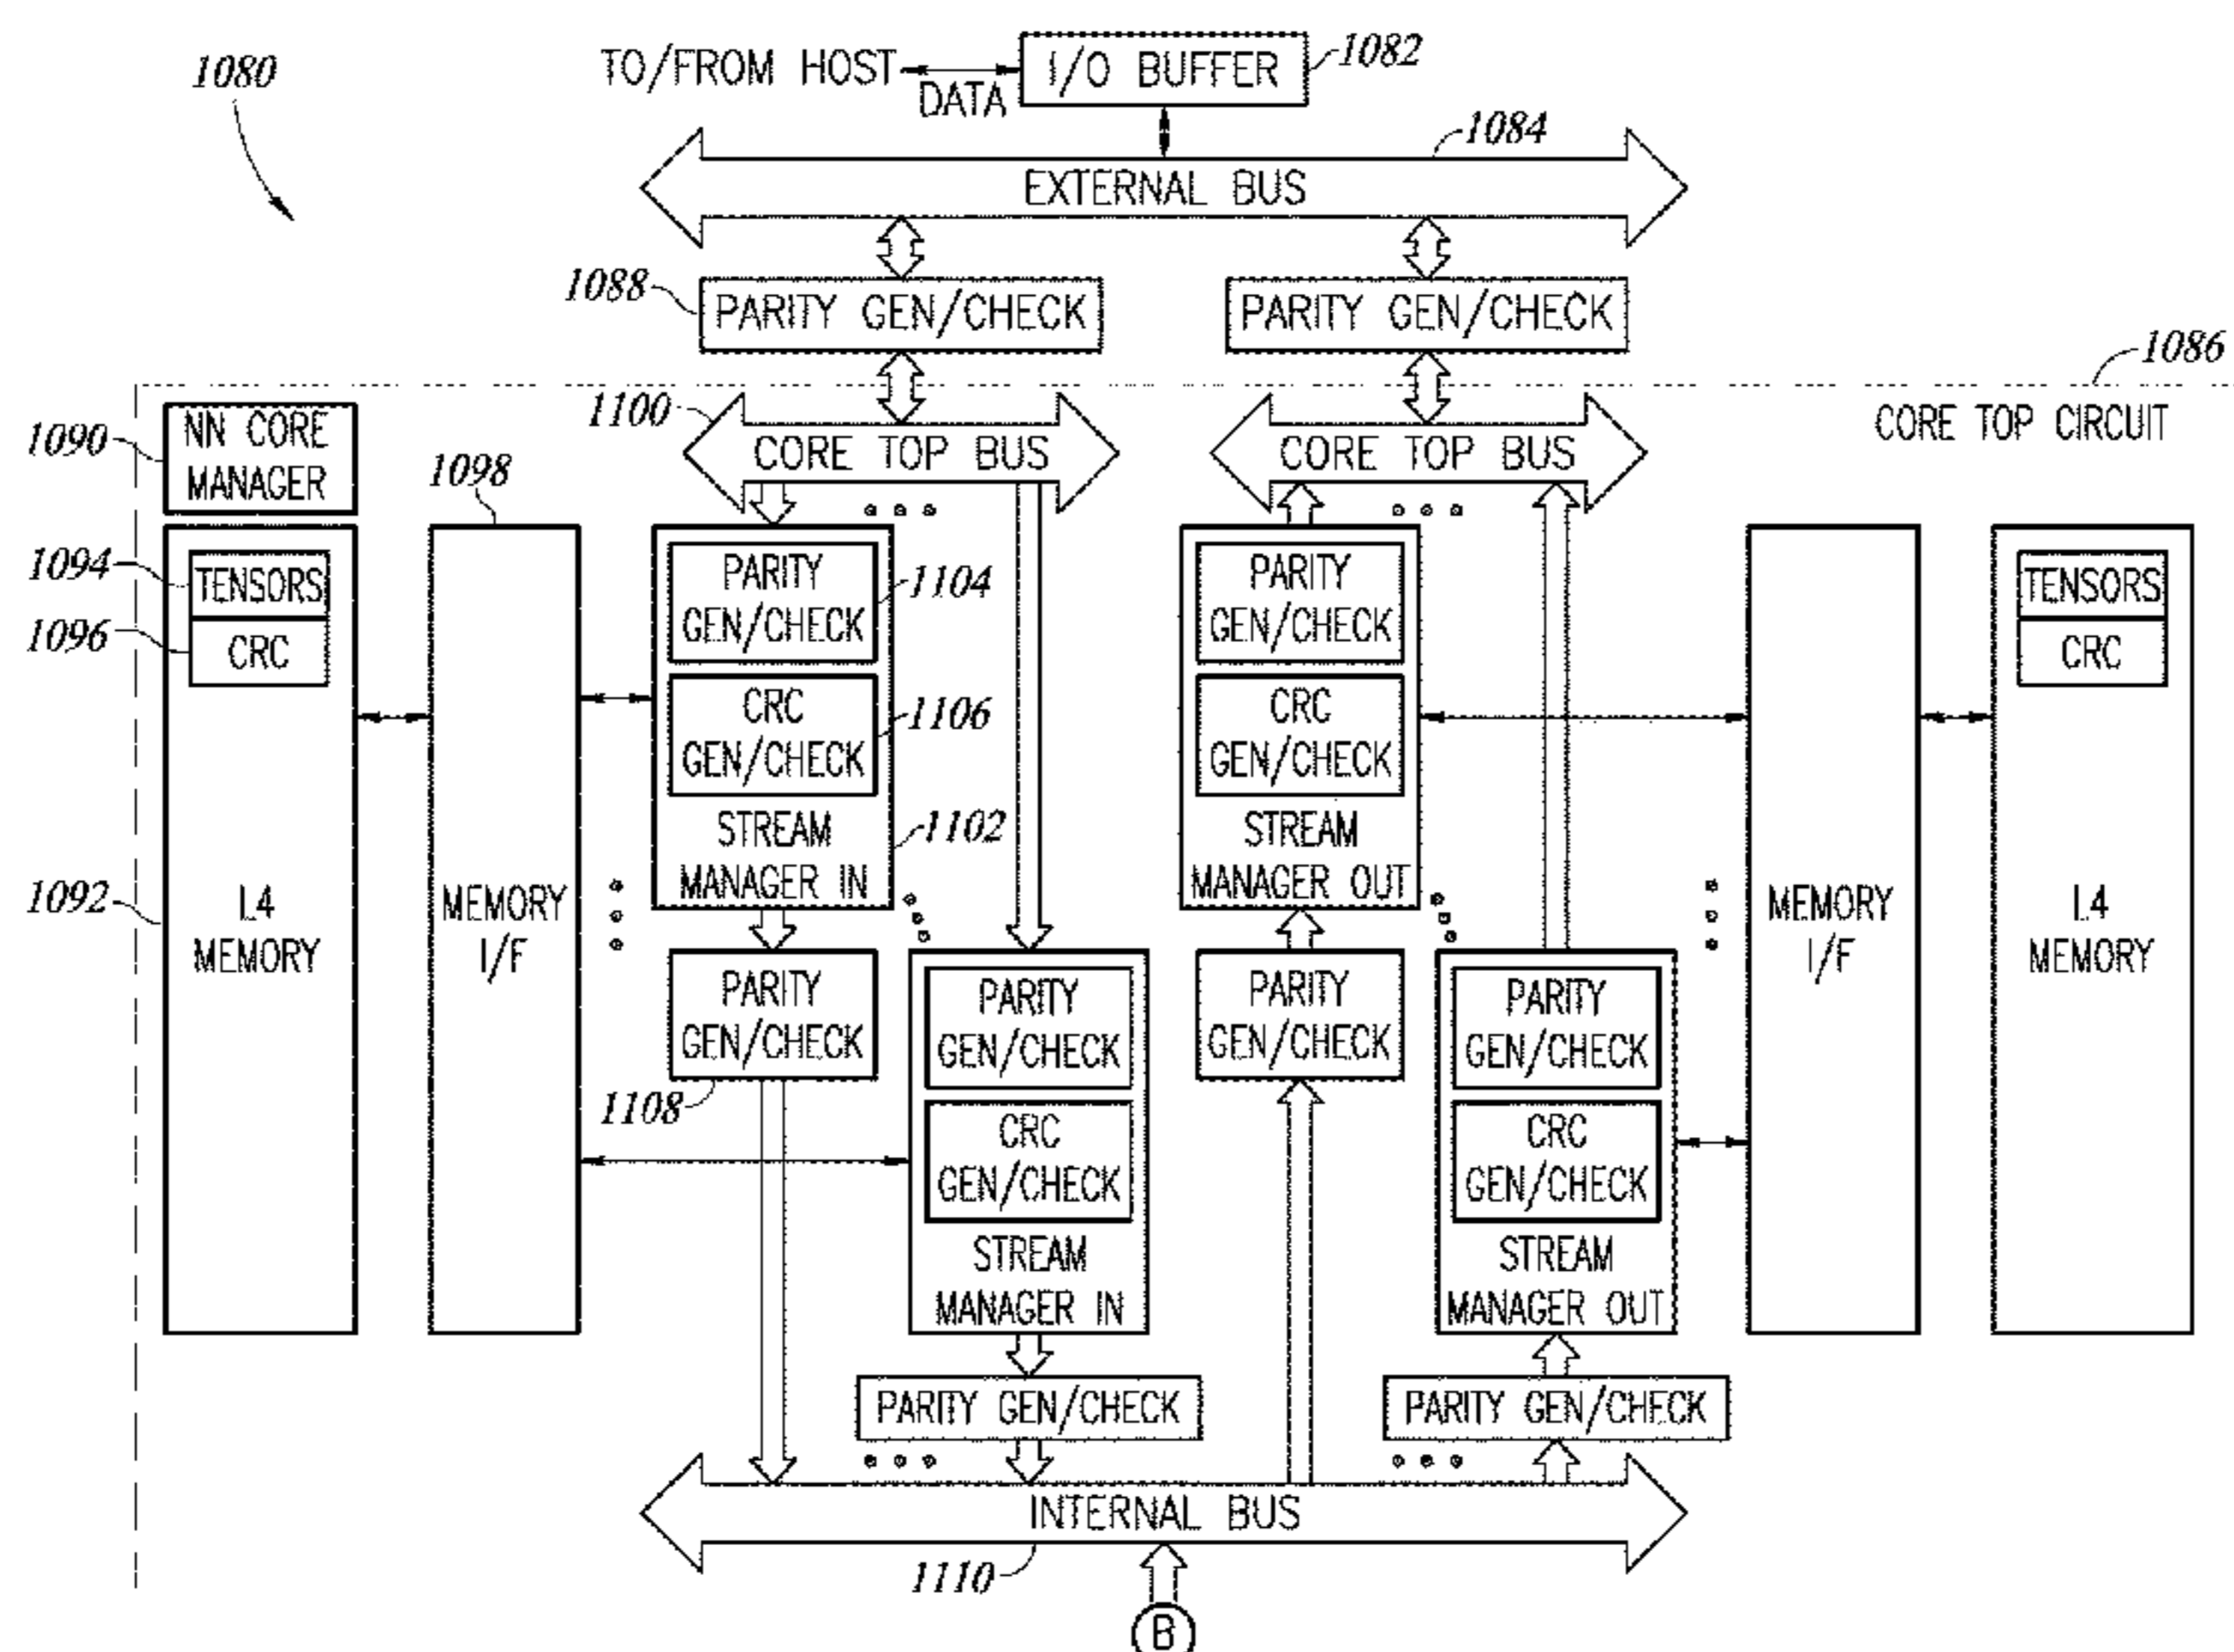 1080
TO/FROM HOST
DATA
I/O BUFFER
1082
1084
EXTERNAL BUS
1088
PARITY GEN/CHECK
PARITY GEN/CHECK
1086
CORE TOP CIRCUIT
1090
NN CORE
MANAGER
1100
CORE TOP BUS
CORE TOP BUS
1098
1094
TENSORS
1096
CRC
1092
L4
MEMORY
MEMORY
I/F
PARITY
GEN/CHECK
1104
CRC
GEN/CHECK
1106
STREAM
MANAGER IN
1102
PARITY
GEN/CHECK
1108
PARITY
GEN/CHECK
CRC
GEN/CHECK
STREAM
MANAGER IN
PARITY GEN/CHECK
PARITY
GEN/CHECK
CRC
GEN/CHECK
STREAM
MANAGER OUT
PARITY
GEN/CHECK
PARITY
GEN/CHECK
CRC
GEN/CHECK
STREAM
MANAGER OUT
PARITY GEN/CHECK
MEMORY
I/F
TENSORS
CRC
L4
MEMORY
INTERNAL BUS
1110
B